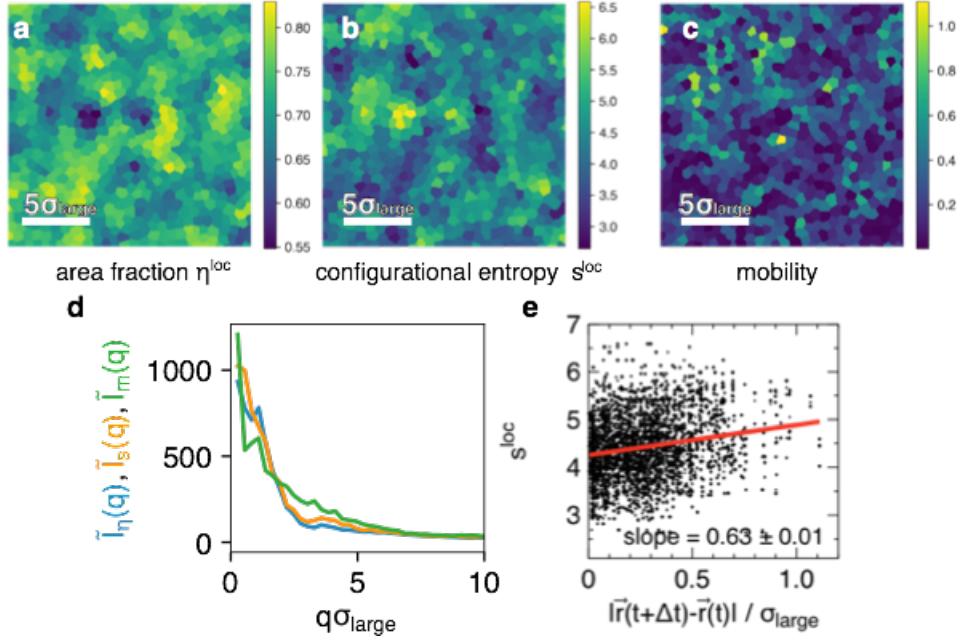 a
b
c
0.80
0.75
0.70
0.65
0.60
0.55
6.5
6.0
5.5
5.0
4.5
4.0
3.5
3.0
1.0
0.8
0.6
0.4
0.2
5σlarge
5σlarge
5σlarge
area fraction η^loc
configurational entropy s^loc
mobility
d
e
Ĩη(q), Ĩs(q), Ĩm(q)
1000
500
0
0 5 10
qσlarge
s^loc
7
6
5
4
3
slope = 0.63 ± 0.01
0 0.5 1.0
|r⃗(t+Δt)-r⃗(t)| / σlarge